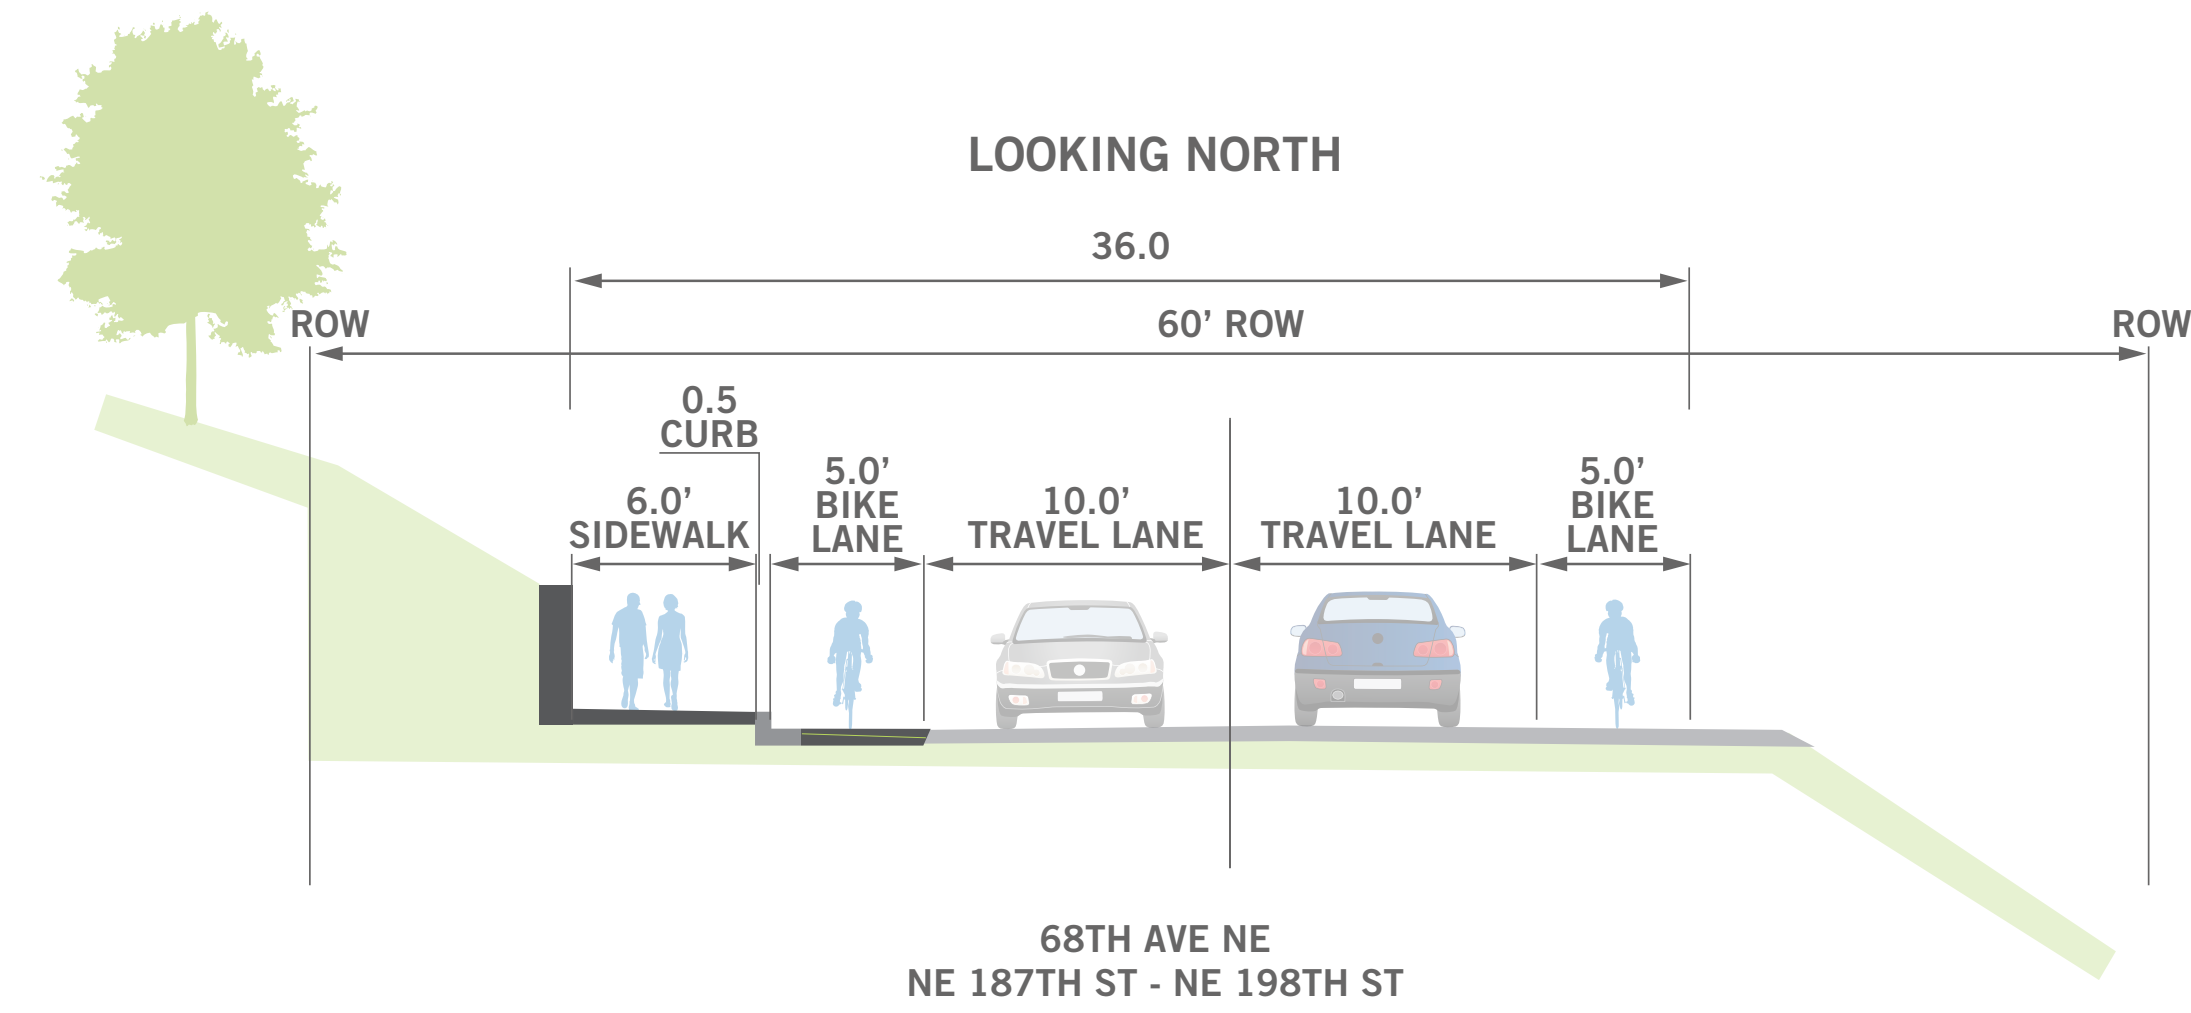 LOOKING NORTH
36.0
ROW
60’ ROW
ROW
0.5
CURB
6.0’
SIDEWALK
5.0’
BIKE
LANE
10.0’
TRAVEL LANE
10.0’
TRAVEL LANE
5.0’
BIKE
LANE
68TH AVE NE
NE 187TH ST - NE 198TH ST